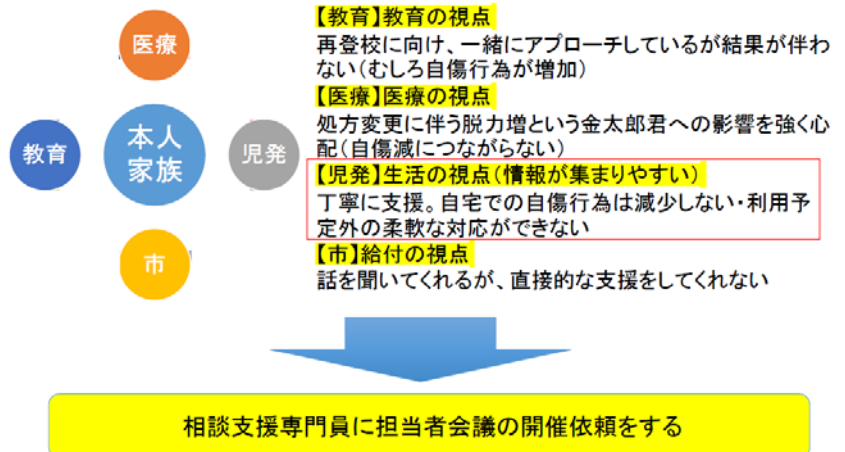 医療
教育
本人
家族
児発
市
【教育】教育の視点
再登校に向け、一緒にアプローチしているが結果が伴わ
ない(むしろ自傷行為が増加)
【医療】医療の視点
処方変更に伴う脱力増という金太郎君への影響を強く心
配(自傷減につながらない)
【児発】生活の視点(情報が集まりやすい)
丁寧に支援。自宅での自傷行為は減少しない・利用予
定外の柔軟な対応ができない
【市】給付の視点
話を聞いてくれるが、直接的な支援をしてくれない
相談支援専門員に担当者会議の開催依頼をする